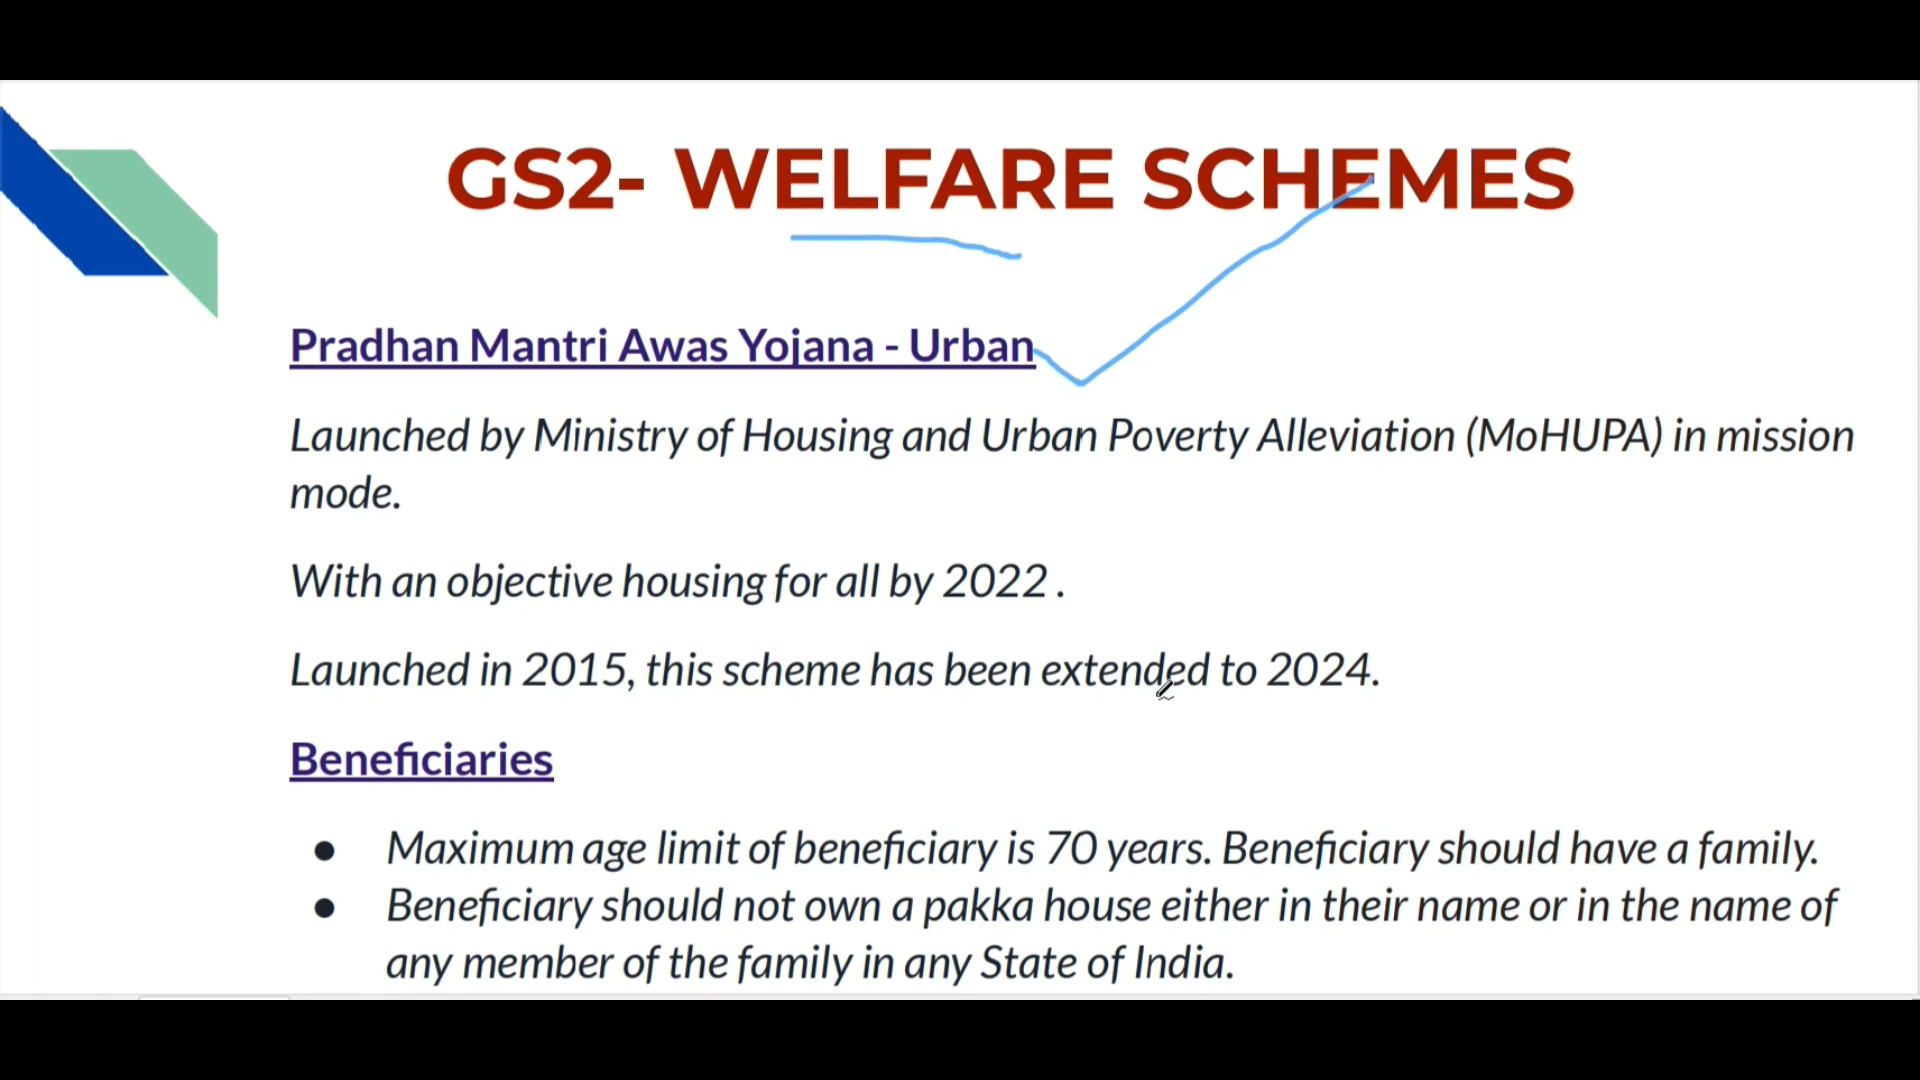 GS2- WELFARE SCHEMES
Pradhan Mantri Awas Yojana - Urban
Launched by Ministry of Housing and Urban Poverty Alleviation (MoHUPA) in mission
mode.
With an objective housing for all by 2022 .
Launched in 2015, this scheme has been extended to 2024.
Beneficiaries
● Maximum age limit of beneficiary is 70 years. Beneficiary should have a family.
● Beneficiary should not own a pakka house either in their name or in the name of
any member of the family in any State of India.